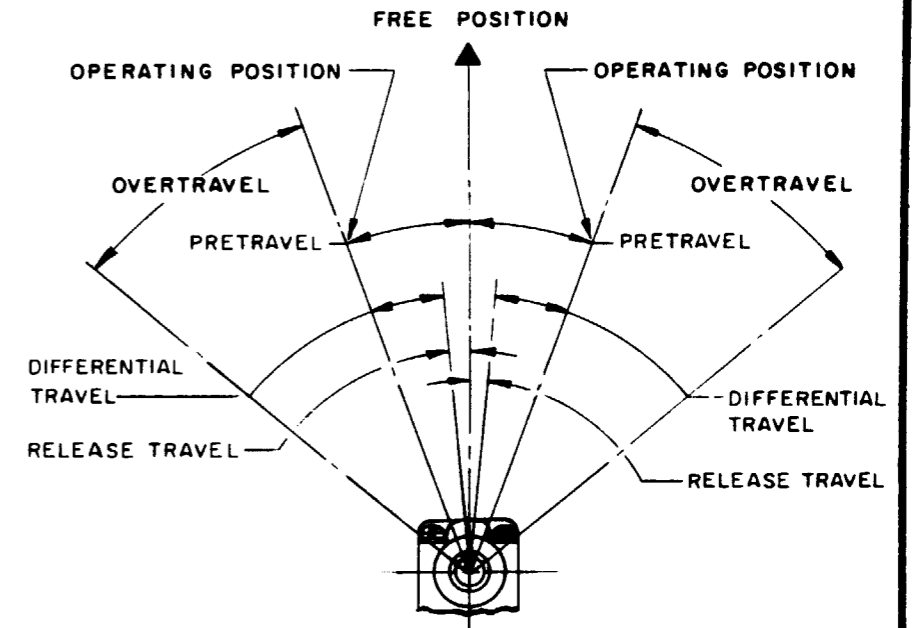 FREE POSITION
OPERATING POSITION
OPERATING POSITION
OVERTRAVEL
OVERTRAVEL
PRETRAVEL
PRETRAVEL
DIFFERENTIAL
TRAVEL
DIFFERENTIAL
TRAVEL
RELEASE TRAVEL
RELEASE TRAVEL